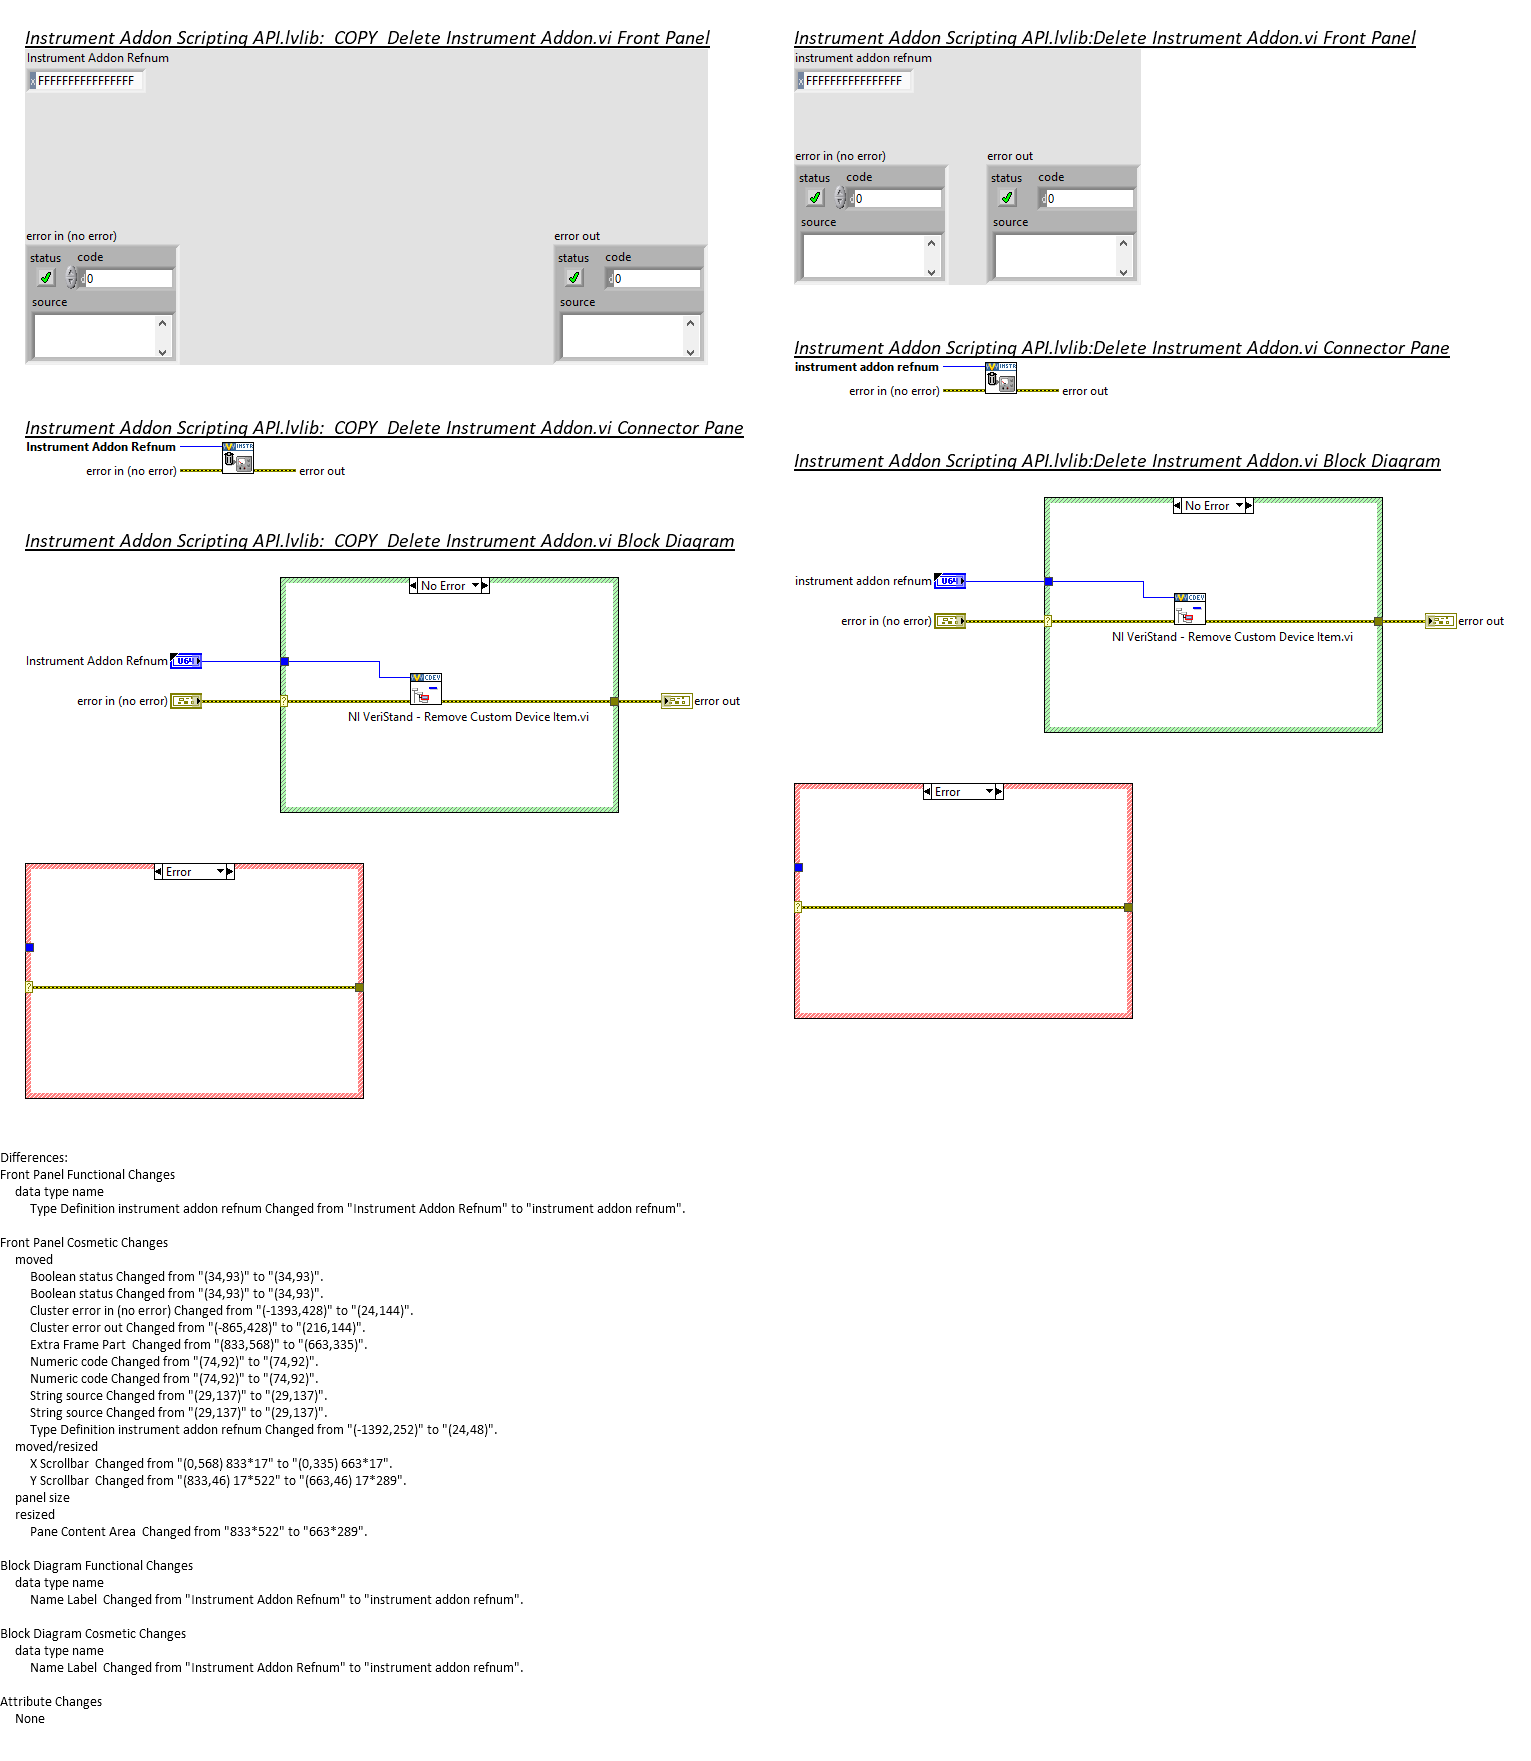 Instrument Addon Scripting API.lvlib:_COPY_Delete Instrument Addon.vi Front Panel
Instrument Addon Refnum
x FFFFFFFFFFFFFFFF
error in (no error)
status code
d 0
source
error out
status code
d 0
source
Instrument Addon Scripting API.lvlib:_COPY_Delete Instrument Addon.vi Connector Pane
Instrument Addon Refnum
INSTR
error in (no error)
error out
Instrument Addon Scripting API.lvlib:_COPY_Delete Instrument Addon.vi Block Diagram
No Error
Instrument Addon Refnum
U64
CDEV
error in (no error)
?
error out
NI VeriStand - Remove Custom Device Item.vi
Error
?
Instrument Addon Scripting API.lvlib:Delete Instrument Addon.vi Front Panel
instrument addon refnum
x FFFFFFFFFFFFFFFF
error in (no error)
status code
d 0
source
error out
status code
d 0
source
Instrument Addon Scripting API.lvlib:Delete Instrument Addon.vi Connector Pane
instrument addon refnum
INSTR
error in (no error)
error out
Instrument Addon Scripting API.lvlib:Delete Instrument Addon.vi Block Diagram
No Error
instrument addon refnum
U64
CDEV
error in (no error)
?
error out
NI VeriStand - Remove Custom Device Item.vi
Error
?
Differences:
Front Panel Functional Changes
data type name
Type Definition instrument addon refnum Changed from "Instrument Addon Refnum" to "instrument addon refnum".
Front Panel Cosmetic Changes
moved
Boolean status Changed from "(34,93)" to "(34,93)".
Boolean status Changed from "(34,93)" to "(34,93)".
Cluster error in (no error) Changed from "(-1393,428)" to "(24,144)".
Cluster error out Changed from "(-865,428)" to "(216,144)".
Extra Frame Part  Changed from "(833,568)" to "(663,335)".
Numeric code Changed from "(74,92)" to "(74,92)".
Numeric code Changed from "(74,92)" to "(74,92)".
String source Changed from "(29,137)" to "(29,137)".
String source Changed from "(29,137)" to "(29,137)".
Type Definition instrument addon refnum Changed from "(-1392,252)" to "(24,48)".
moved/resized
X Scrollbar  Changed from "(0,568) 833*17" to "(0,335) 663*17".
Y Scrollbar  Changed from "(833,46) 17*522" to "(663,46) 17*289".
panel size
resized
Pane Content Area  Changed from "833*522" to "663*289".
Block Diagram Functional Changes
data type name
Name Label  Changed from "Instrument Addon Refnum" to "instrument addon refnum".
Block Diagram Cosmetic Changes
data type name
Name Label  Changed from "Instrument Addon Refnum" to "instrument addon refnum".
Attribute Changes
None